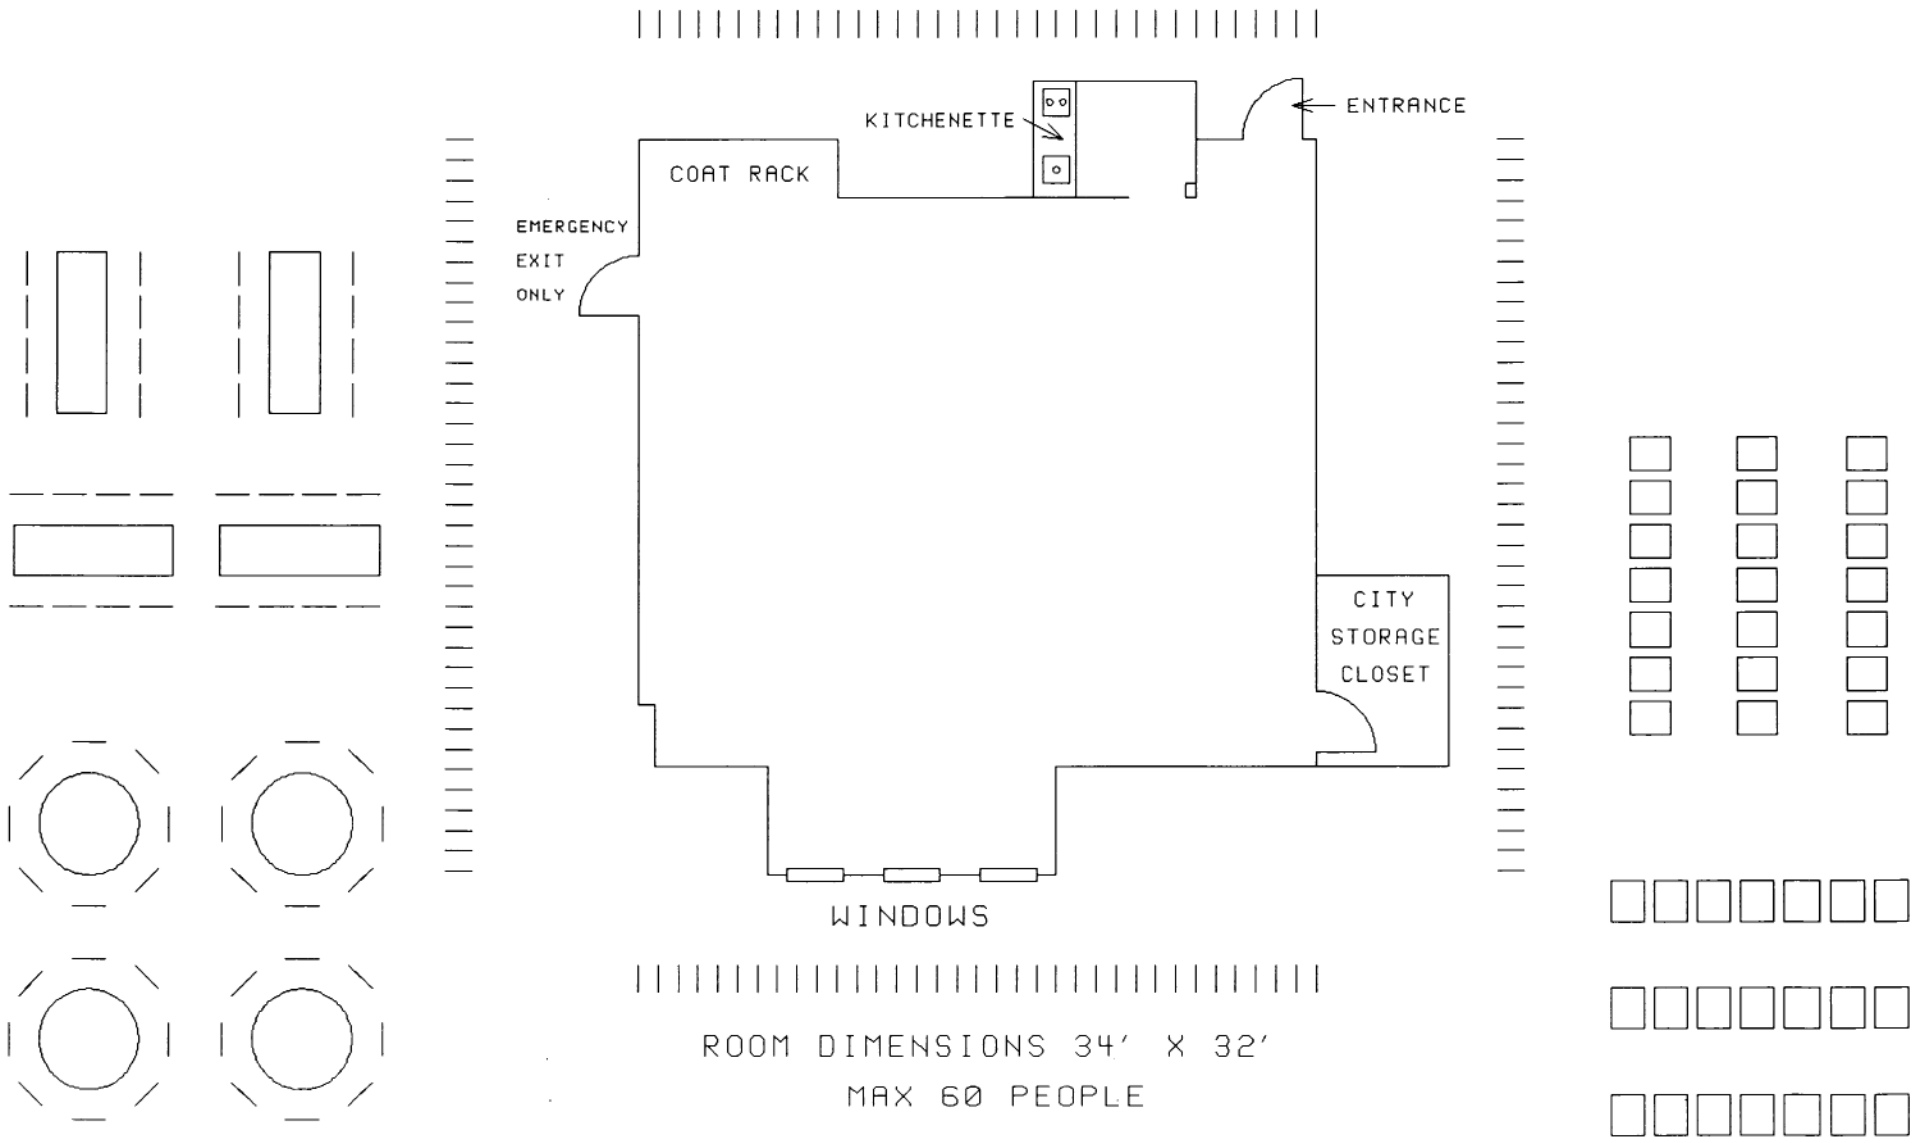 KITCHENETTE
ENTRANCE
COAT RACK
EMERGENCY
EXIT
ONLY
CITY
STORAGE
CLOSET
WINDOWS
ROOM DIMENSIONS 34' X 32'
MAX 60 PEOPLE